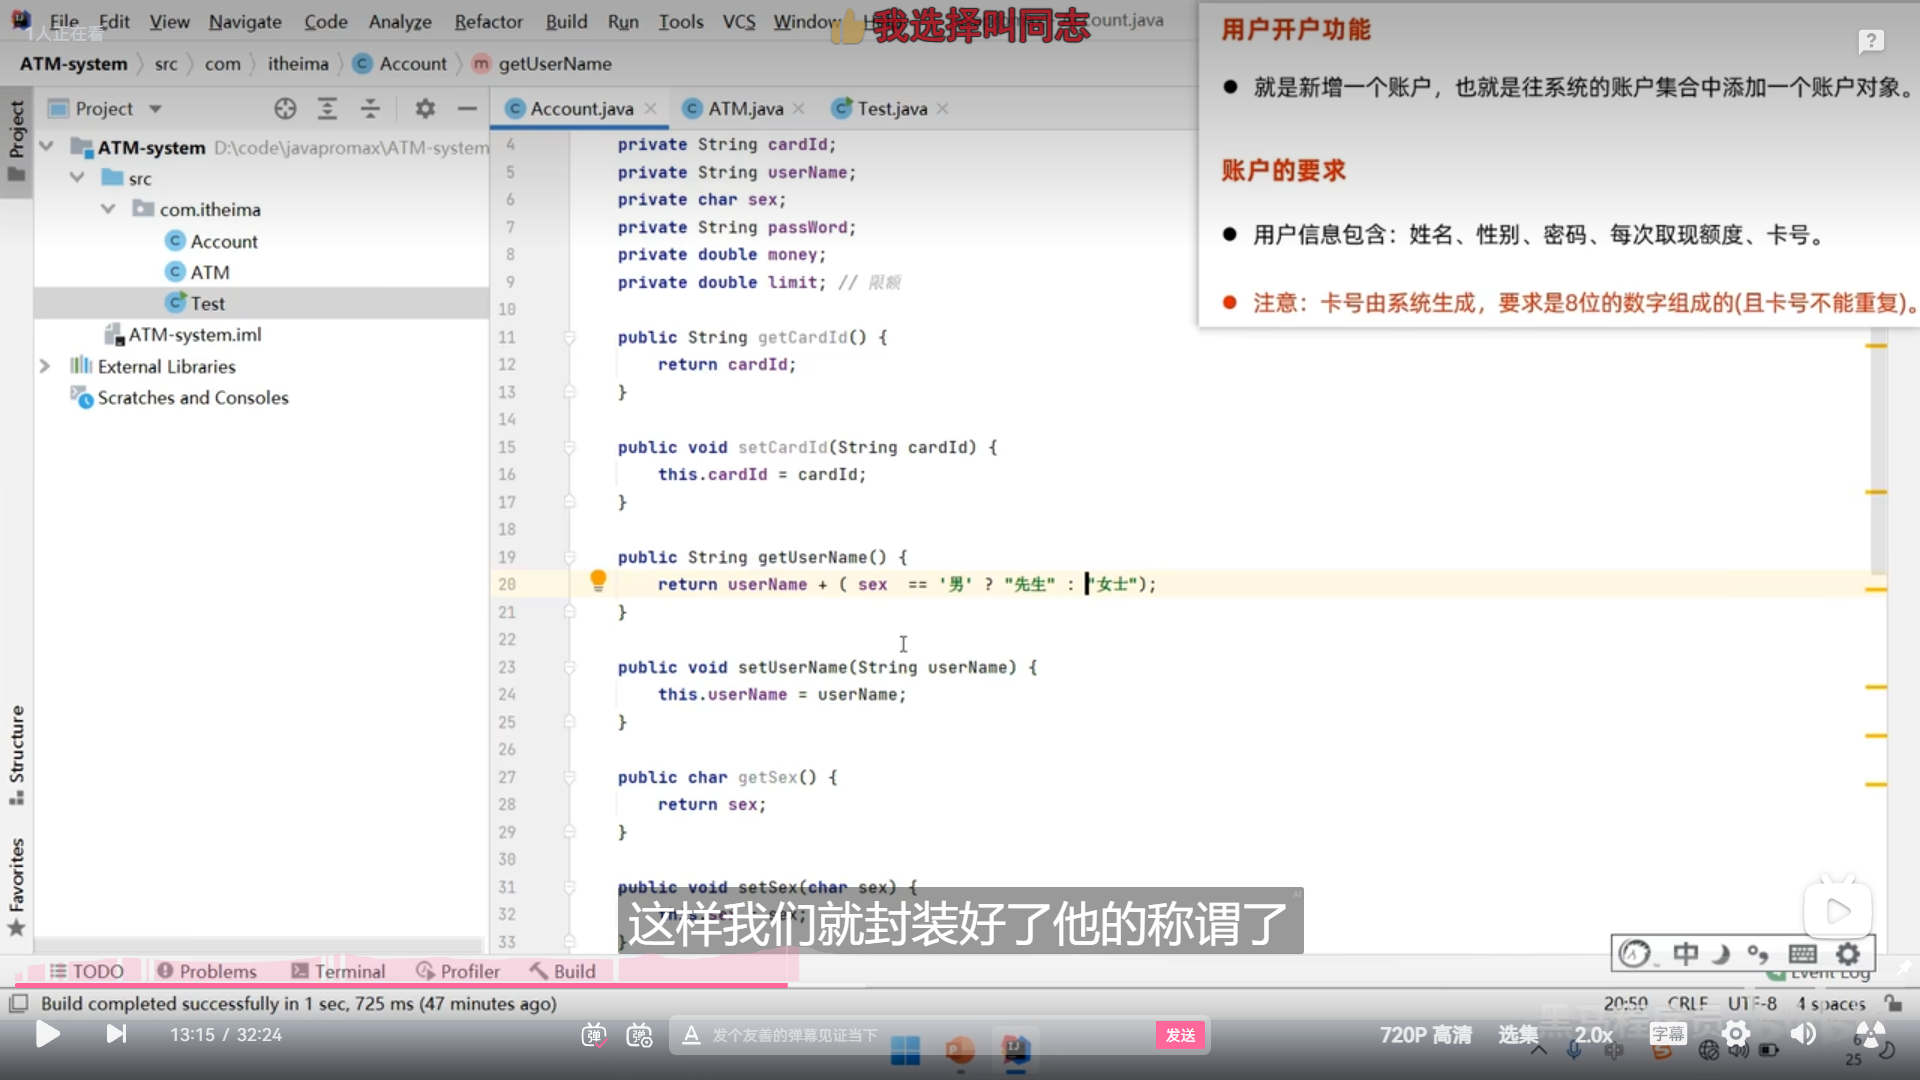 File Edit View Navigate Code Analyze Refactor Build Run Tools VCS Window
1人正在看
我选择叫同志
ount.java
ATM-system src com itheima Account getUserName
Project
Account.java
ATM.java
Test.java
Project
ATM-system D:\code\javapromax\ATM-system
src
com.itheima
Account
ATM
Test
ATM-system.iml
External Libraries
Scratches and Consoles
Structure
Favorites
4 private String cardId;
5 private String userName;
6 private char sex;
7 private String passWord;
8 private double money;
9 private double limit; // 限额
10
11 public String getCardId() {
12 return cardId;
13 }
14
15 public void setCardId(String cardId) {
16 this.cardId = cardId;
17 }
18
19 public String getUserName() {
20 return userName + ( sex == '男' ? "先生" : "女士");
21 }
22
23 public void setUserName(String userName) {
24 this.userName = userName;
25 }
26
27 public char getSex() {
28 return sex;
29 }
30
31 public void setSex(char sex) {
32
33 }
用户开户功能
● 就是新增一个账户，也就是往系统的账户集合中添加一个账户对象。
账户的要求
● 用户信息包含：姓名、性别、密码、每次取现额度、卡号。
● 注意：卡号由系统生成，要求是8位的数字组成的(且卡号不能重复)。
这样我们就封装好了他的称谓了
中
TODO Problems Terminal Profiler Build
Event Log
Build completed successfully in 1 sec, 725 ms (47 minutes ago)
20:50 CRLF UTF-8 4 spaces
13:15 / 32:24
弹 弹
发个友善的弹幕见证当下
发送
720P 高清 选集 2.0x 字幕
25